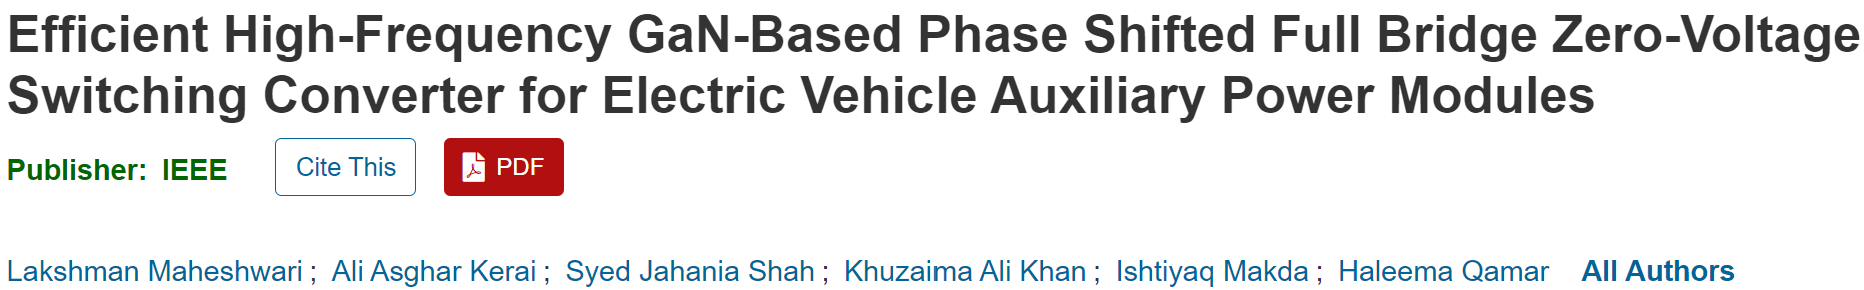 Efficient High-Frequency GaN-Based Phase Shifted Full Bridge Zero-Voltage
Switching Converter for Electric Vehicle Auxiliary Power Modules
Publisher: IEEE Cite This PDF
Lakshman Maheshwari ; Ali Asghar Kerai ; Syed Jahania Shah ; Khuzaima Ali Khan ; Ishtiyaq Makda ; Haleema Qamar All Authors